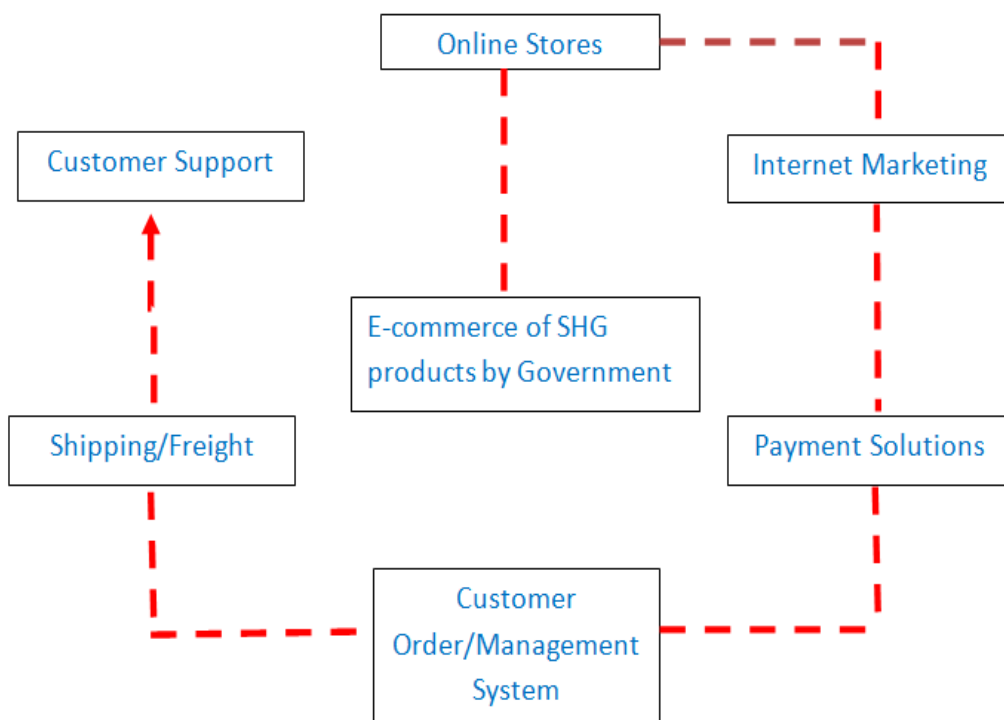 Online Stores
Customer Support
Internet Marketing
E-commerce of SHG
products by Government
Shipping/Freight
Payment Solutions
Customer
Order/Management
System